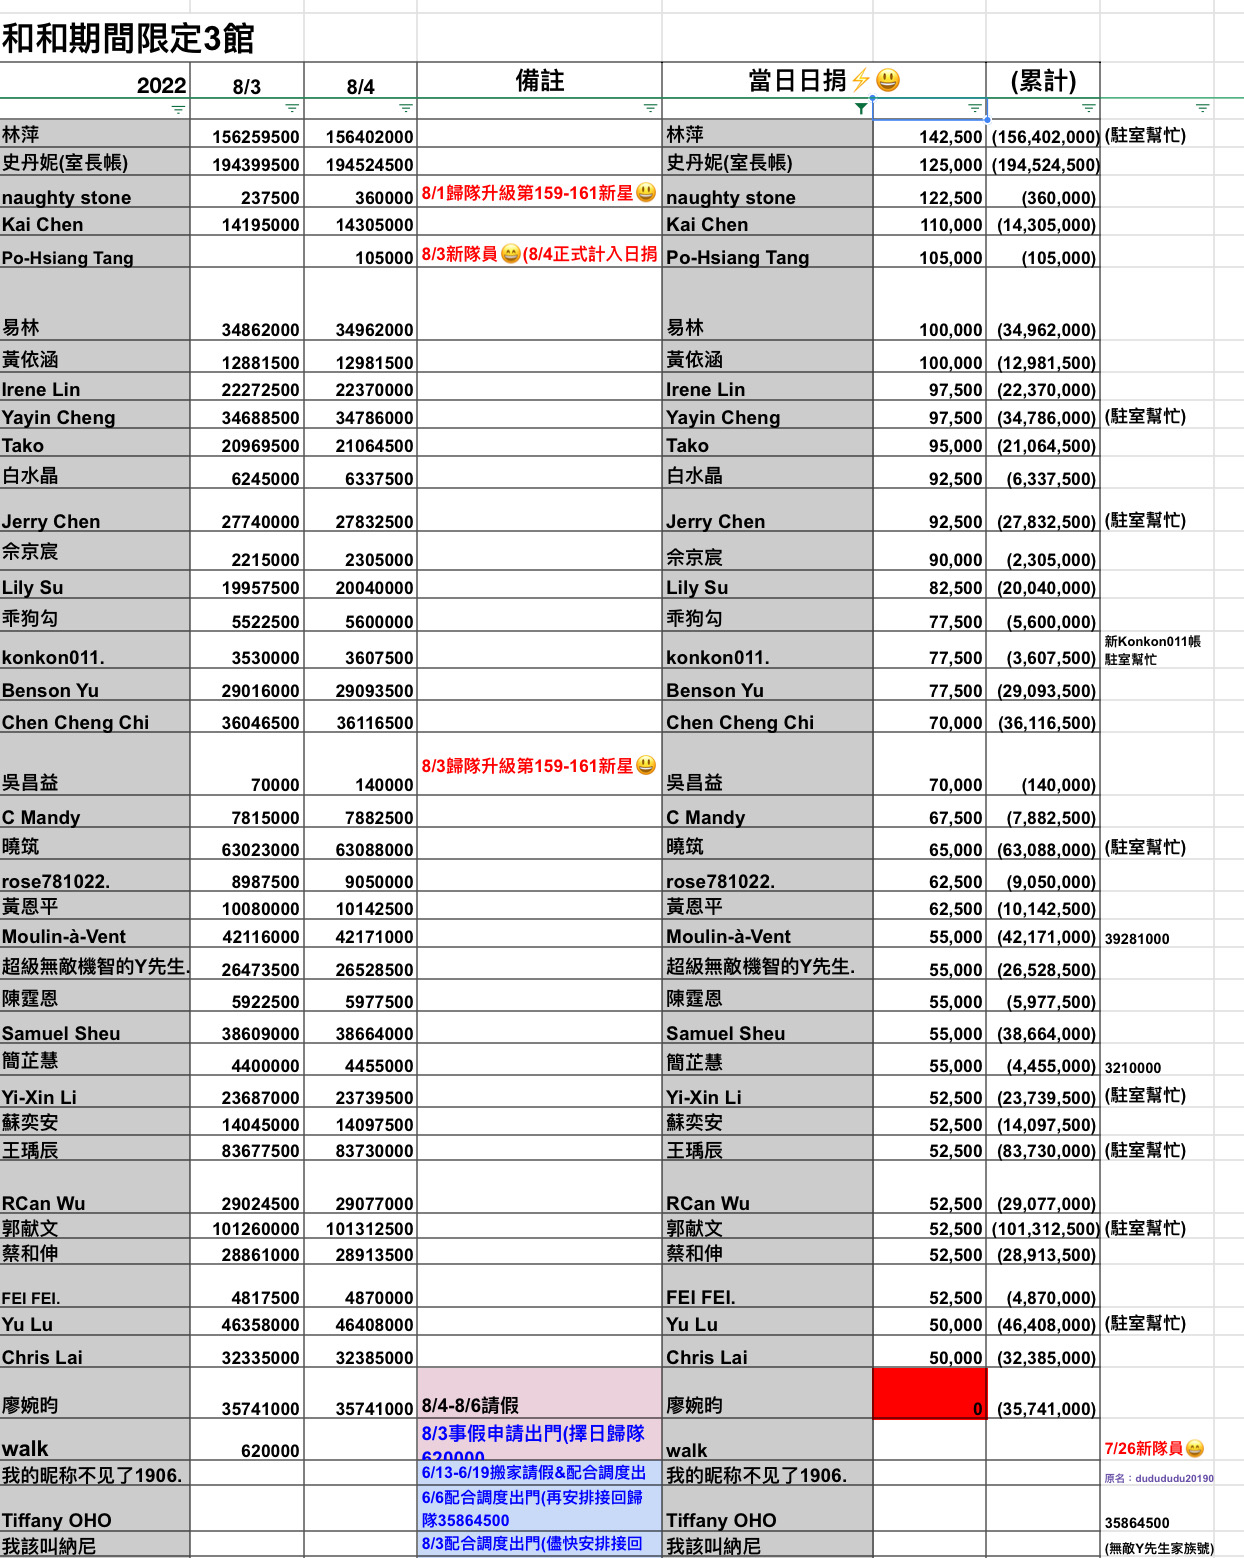 和和期間限定3館
2022 8/3 8/4 備註 當日日捐⚡😃 (累計)
林萍 156259500 156402000 林萍 142,500 (156,402,000) (駐室幫忙)
史丹妮(室長帳) 194399500 194524500 史丹妮(室長帳) 125,000 (194,524,500)
naughty stone 237500 360000 8/1歸隊升級第159-161新星😃 naughty stone 122,500 (360,000)
Kai Chen 14195000 14305000 Kai Chen 110,000 (14,305,000)
Po-Hsiang Tang 105000 8/3新隊員😄(8/4正式計入日捐 Po-Hsiang Tang 105,000 (105,000)
易林 34862000 34962000 易林 100,000 (34,962,000)
黃依涵 12881500 12981500 黃依涵 100,000 (12,981,500)
Irene Lin 22272500 22370000 Irene Lin 97,500 (22,370,000)
Yayin Cheng 34688500 34786000 Yayin Cheng 97,500 (34,786,000) (駐室幫忙)
Tako 20969500 21064500 Tako 95,000 (21,064,500)
白水晶 6245000 6337500 白水晶 92,500 (6,337,500)
Jerry Chen 27740000 27832500 Jerry Chen 92,500 (27,832,500) (駐室幫忙)
佘京宸 2215000 2305000 佘京宸 90,000 (2,305,000)
Lily Su 19957500 20040000 Lily Su 82,500 (20,040,000)
乖狗勾 5522500 5600000 乖狗勾 77,500 (5,600,000)
konkon011. 3530000 3607500 konkon011. 77,500 (3,607,500) 新Konkon011帳
駐室幫忙
Benson Yu 29016000 29093500 Benson Yu 77,500 (29,093,500)
Chen Cheng Chi 36046500 36116500 Chen Cheng Chi 70,000 (36,116,500)
吳昌益 70000 140000 8/3歸隊升級第159-161新星😃 吳昌益 70,000 (140,000)
C Mandy 7815000 7882500 C Mandy 67,500 (7,882,500)
曉筑 63023000 63088000 曉筑 65,000 (63,088,000) (駐室幫忙)
rose781022. 8987500 9050000 rose781022. 62,500 (9,050,000)
黃恩平 10080000 10142500 黃恩平 62,500 (10,142,500)
Moulin-à-Vent 42116000 42171000 Moulin-à-Vent 55,000 (42,171,000) 39281000
超級無敵機智的Y先生. 26473500 26528500 超級無敵機智的Y先生. 55,000 (26,528,500)
陳霆恩 5922500 5977500 陳霆恩 55,000 (5,977,500)
Samuel Sheu 38609000 38664000 Samuel Sheu 55,000 (38,664,000)
簡芷慧 4400000 4455000 簡芷慧 55,000 (4,455,000) 3210000
Yi-Xin Li 23687000 23739500 Yi-Xin Li 52,500 (23,739,500) (駐室幫忙)
蘇奕安 14045000 14097500 蘇奕安 52,500 (14,097,500)
王瑀辰 83677500 83730000 王瑀辰 52,500 (83,730,000) (駐室幫忙)
RCan Wu 29024500 29077000 RCan Wu 52,500 (29,077,000)
郭献文 101260000 101312500 郭献文 52,500 (101,312,500) (駐室幫忙)
蔡和伸 28861000 28913500 蔡和伸 52,500 (28,913,500)
FEI FEI. 4817500 4870000 FEI FEI. 52,500 (4,870,000)
Yu Lu 46358000 46408000 Yu Lu 50,000 (46,408,000) (駐室幫忙)
Chris Lai 32335000 32385000 Chris Lai 50,000 (32,385,000)
廖婉昀 35741000 35741000 8/4-8/6請假 廖婉昀 0 (35,741,000)
walk 620000 8/3事假申請出門(擇日歸隊 walk 7/26新隊員😄
620000
我的昵称不见了1906. 6/13-6/19搬家請假&配合調度出 我的昵称不见了1906. 原名：dudududu20190
Tiffany OHO 6/6配合調度出門(再安排接回歸 Tiffany OHO 35864500
隊35864500
我該叫納尼 8/3配合調度出門(儘快安排接回 我該叫納尼 (無敵Y先生家族號)